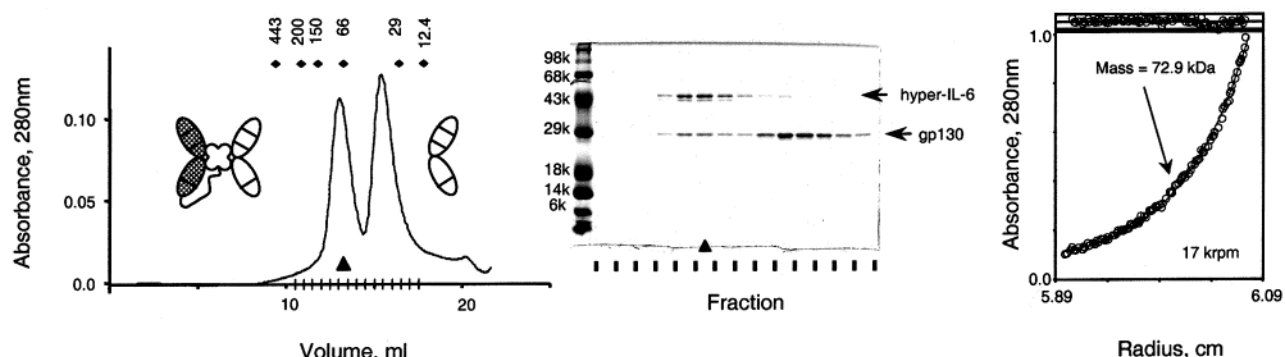 443
200
150
66
29
12.4
Absorbance, 280nm
0.10
0.05
0.0
10
20
Volume, ml
98k
68k
43k
29k
18k
14k
6k
hyper-IL-6
gp130
Fraction
Absorbance, 280nm
1.0
0.0
Mass = 72.9 kDa
17 krpm
5.89
6.09
Radius, cm